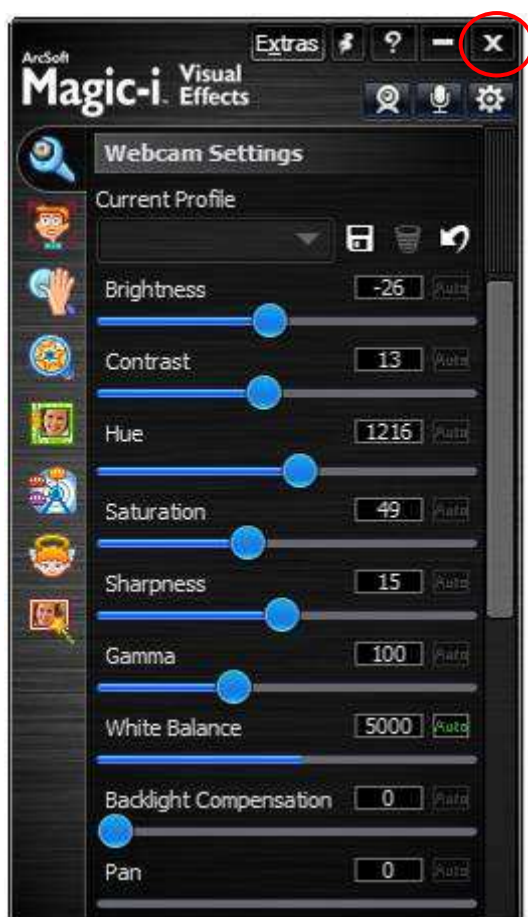 Extras ? X
ArcSoft
Magic-i Visual
Effects
Webcam Settings
Current Profile
Brightness -26 Auto
Contrast 13 Auto
Hue 1216 Auto
Saturation 49 Auto
Sharpness 15 Auto
Gamma 100 Auto
White Balance 5000 Auto
Backlight Compensation 0 Auto
Pan 0 Auto